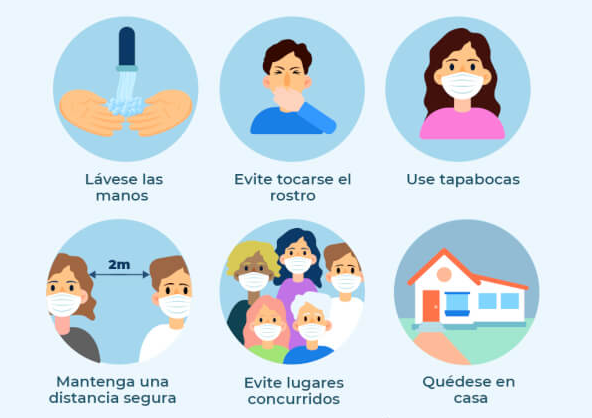 Lávese las
manos
Evite tocarse el
rostro
Use tapabocas
2m
Mantenga una
distancia segura
Evite lugares
concurridos
Quédese en
casa